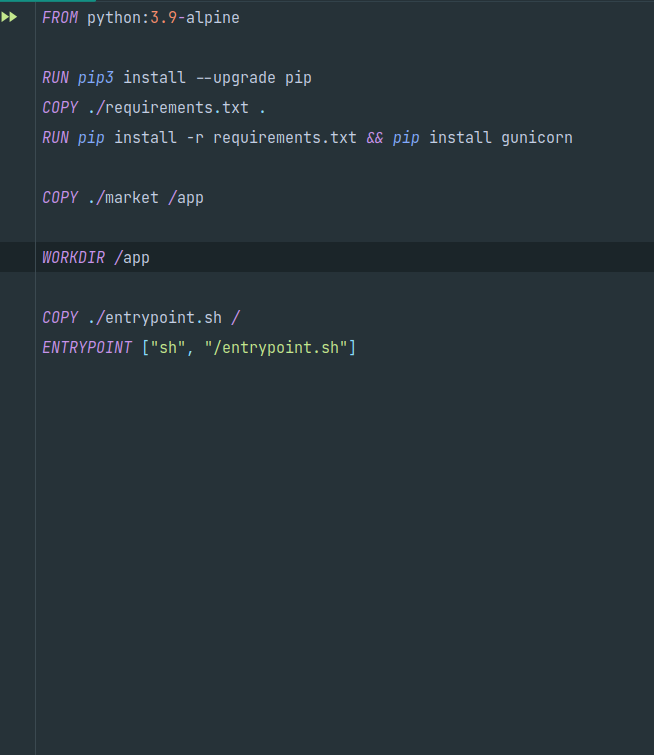 FROM python:3.9-alpine
RUN pip3 install --upgrade pip
COPY ./requirements.txt .
RUN pip install -r requirements.txt && pip install gunicorn
COPY ./market /app
WORKDIR /app
COPY ./entrypoint.sh /
ENTRYPOINT ["sh", "/entrypoint.sh"]